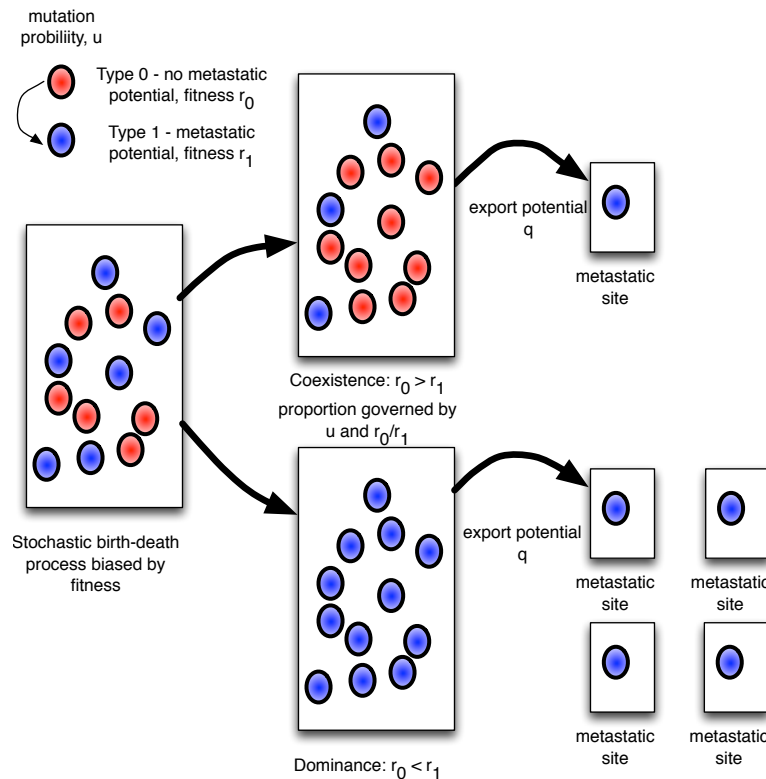 mutation
probiliity, u
Type 0 - no metastatic
potential, fitness r0
Type 1 - metastatic
potential, fitness r1
export potential
q
metastatic
site
Coexistence: r0 > r1
proportion governed by
u and r0/r1
Stochastic birth-death
process biased by
fitness
export potential
q
metastatic
site
metastatic
site
metastatic
site
metastatic
site
Dominance: r0 < r1